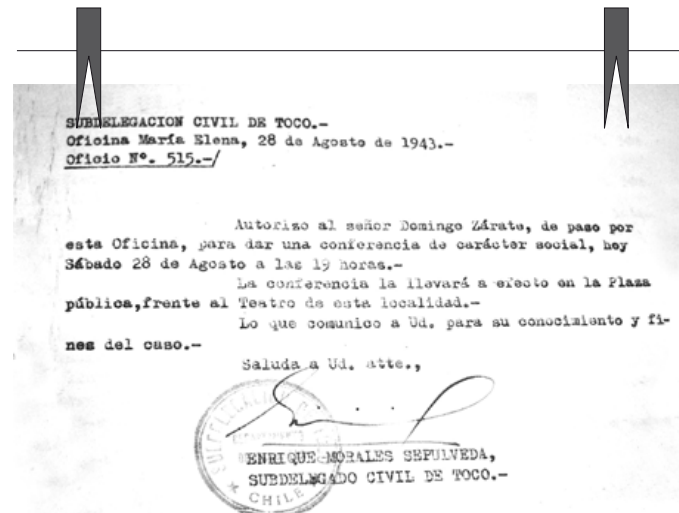 SUBDELEGACION CIVIL DE TOCO.-
Oficina María Elena, 28 de Agosto de 1943.-
Oficio Nº. 515.-/
Autorizo al señor Domingo Zárate, de paso por
esta Oficina, para dar una conferencia de carácter social, hoy
Sábado 28 de Agosto a las 19 horas.-
La conferencia la llevará a efecto en la Plaza
pública,frente al Teatro de esta localidad.-
Lo que comunico a Ud. para su conocimiento y fi-
nes del caso.-
Saluda a Ud. atte.,
ENRIQUE MORALES SEPULVEDA,
SUBDELEGADO CIVIL DE TOCO.-
CHILE